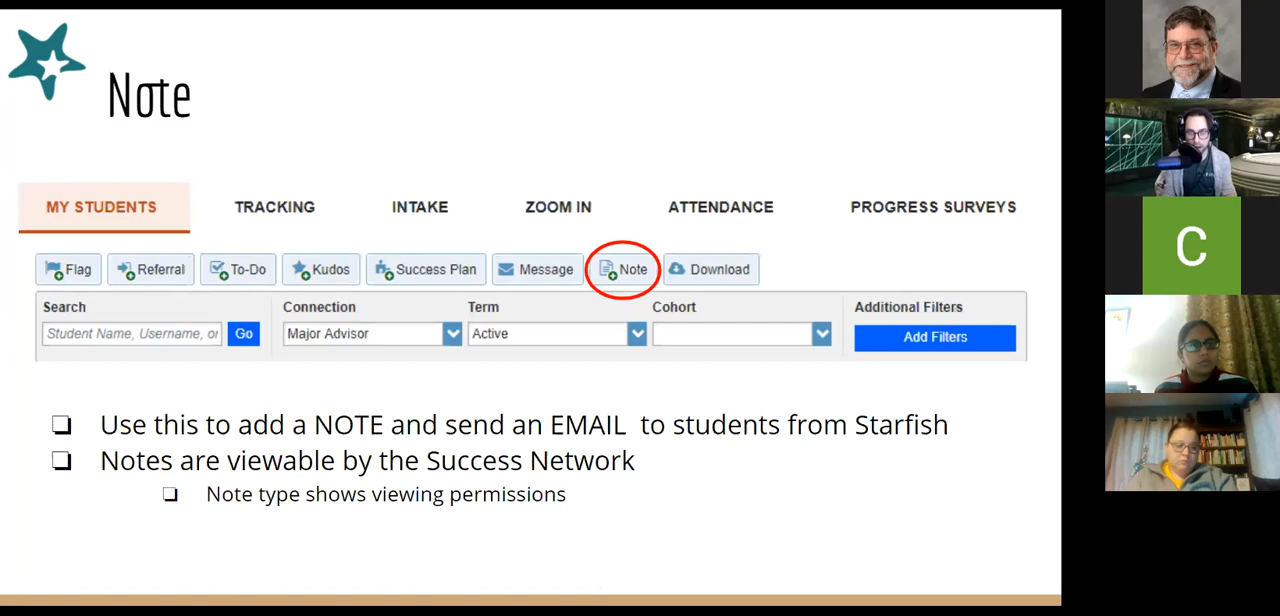 Note
MY STUDENTS TRACKING INTAKE ZOOM IN ATTENDANCE PROGRESS SURVEYS
Flag Referral To-Do Kudos Success Plan Message Note Download
Search Connection Term Cohort Additional Filters
Student Name, Username, or Go Major Advisor Active Add Filters
Use this to add a NOTE and send an EMAIL to students from Starfish
Notes are viewable by the Success Network
Note type shows viewing permissions
C